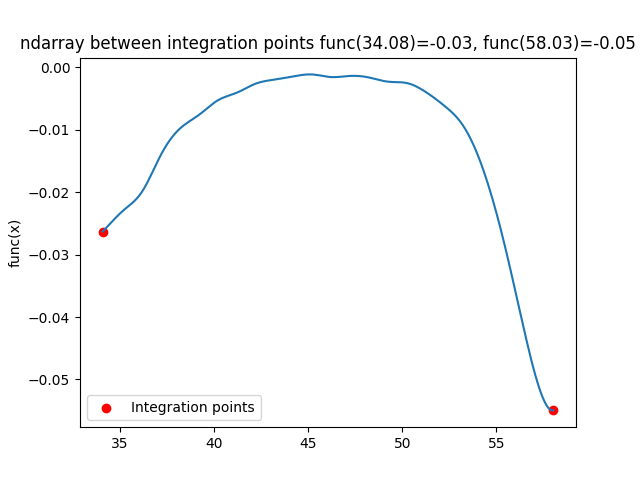 ndarray between integration points func(34.08)=-0.03, func(58.03)=-0.05
0.00
−0.01
−0.02
−0.03
−0.04
−0.05
func(x)
Integration points
35 40 45 50 55